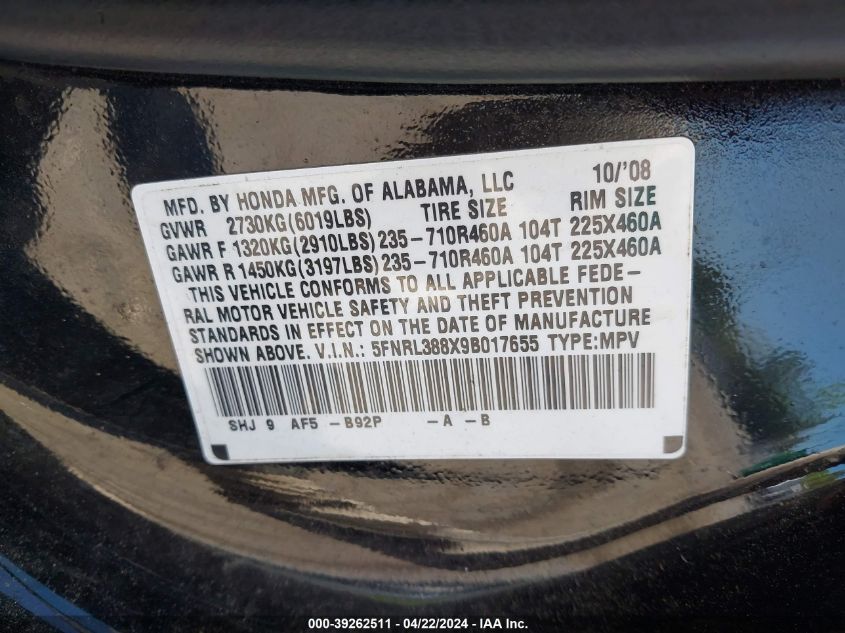 MFD. BY HONDA MFG. OF ALABAMA, LLC 10/'08
GVWR 2730KG(6019LBS) TIRE SIZE RIM SIZE
GAWR F 1320KG(2910LBS) 235-710R460A 104T 225X460A
GAWR R 1450KG(3197LBS) 235-710R460A 104T 225X460A
THIS VEHICLE CONFORMS TO ALL APPLICABLE FEDE-
RAL MOTOR VEHICLE SAFETY AND THEFT PREVENTION
STANDARDS IN EFFECT ON THE DATE OF MANUFACTURE
SHOWN ABOVE. V.I.N.: 5FNRL388X9B017655 TYPE:MPV
SHJ 9 AF5 -B92P -A -B
000-39262511 - 04/22/2024 - © IAA Inc.